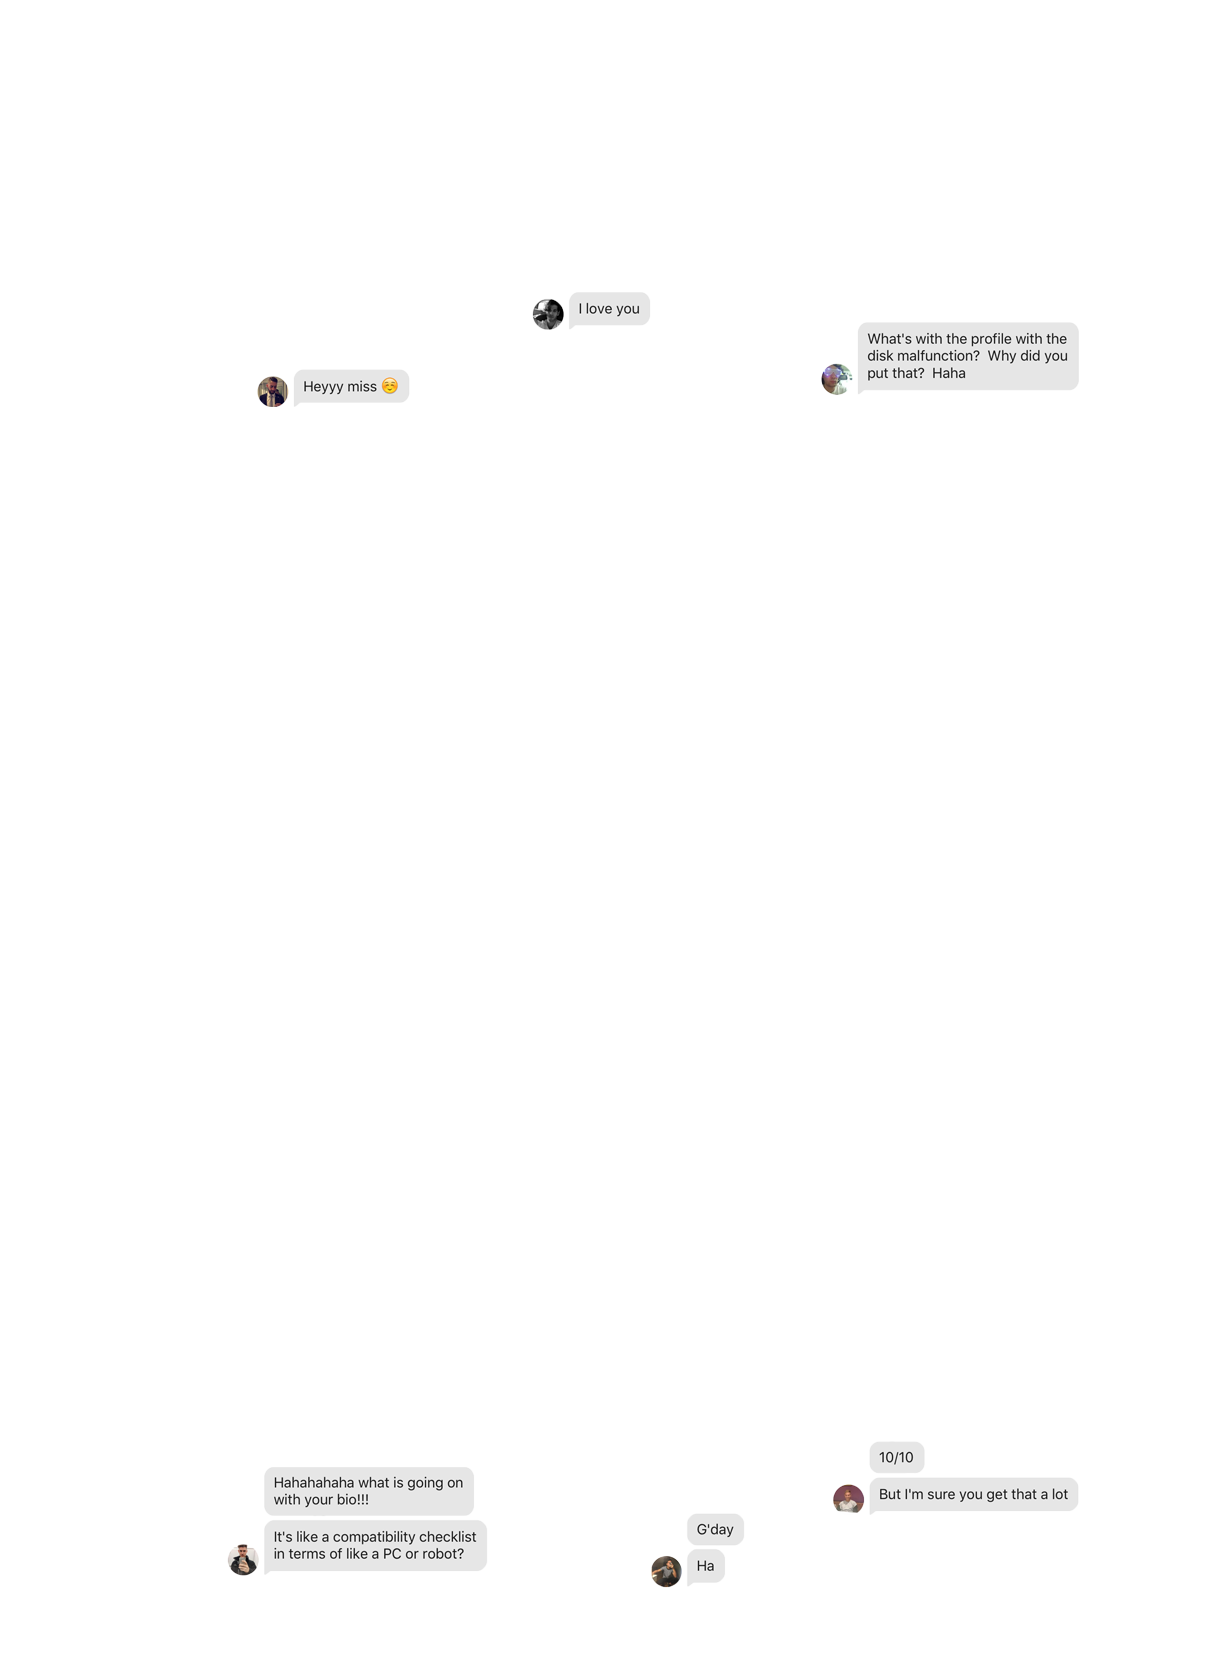 I love you
What's with the profile with the
disk malfunction?  Why did you
put that?  Haha
Heyyy miss ☺️
10/10
But I'm sure you get that a lot
Hahahahaha what is going on
with your bio!!!
It's like a compatibility checklist
in terms of like a PC or robot?
G'day
Ha